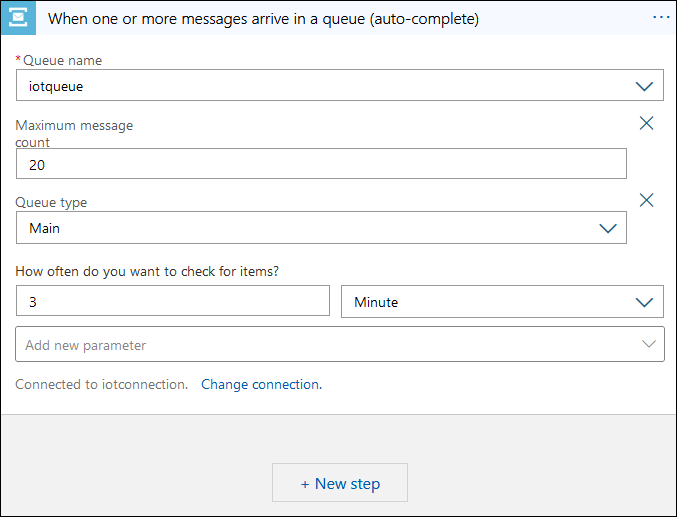 When one or more messages arrive in a queue (auto-complete)
...
*Queue name
iotqueue
Maximum message
count
20
Queue type
Main
How often do you want to check for items?
3
Minute
Add new parameter
Connected to iotconnection. Change connection.
+ New step